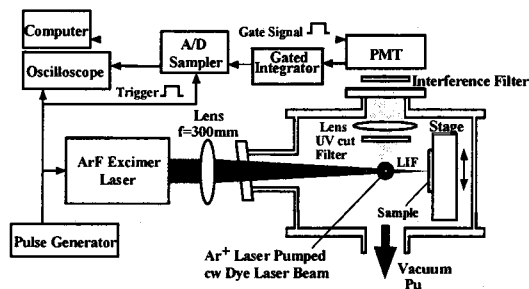 Computer
Oscilloscope
A/D
Sampler
Gate Signal
Gated
Integrator
PMT
Interference Filter
Trigger
Lens
f=300mm
ArF Excimer
Laser
Pulse Generator
Lens
UV cut
Filter
Stage
LIF
Sample
Ar+ Laser Pumped
cw Dye Laser Beam
Vacuum
Pu